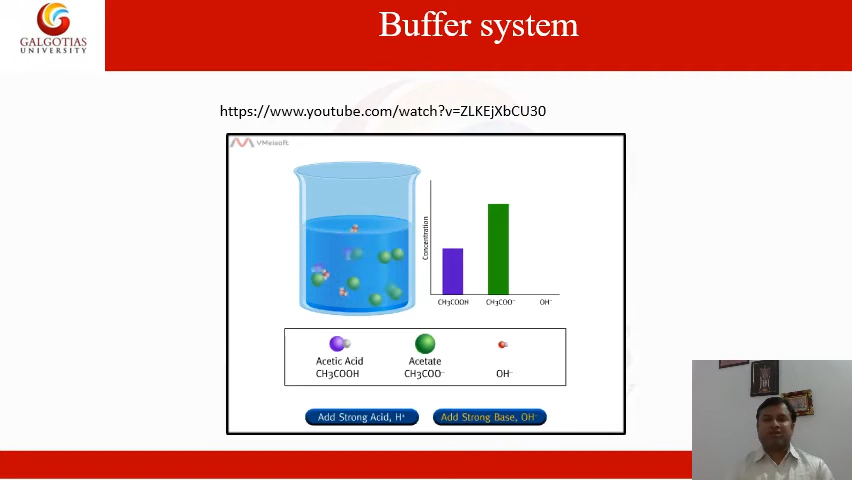 GALGOTIAS
UNIVERSITY
Buffer system
https://www.youtube.com/watch?v=ZLKEjXbCU30
VMeisoft
Concentration
CH₃COOH CH₃COO⁻ OH⁻
Acetic Acid Acetate
CH3COOH CH3COO⁻ OH⁻
Add Strong Acid, H⁺ Add Strong Base, OH⁻